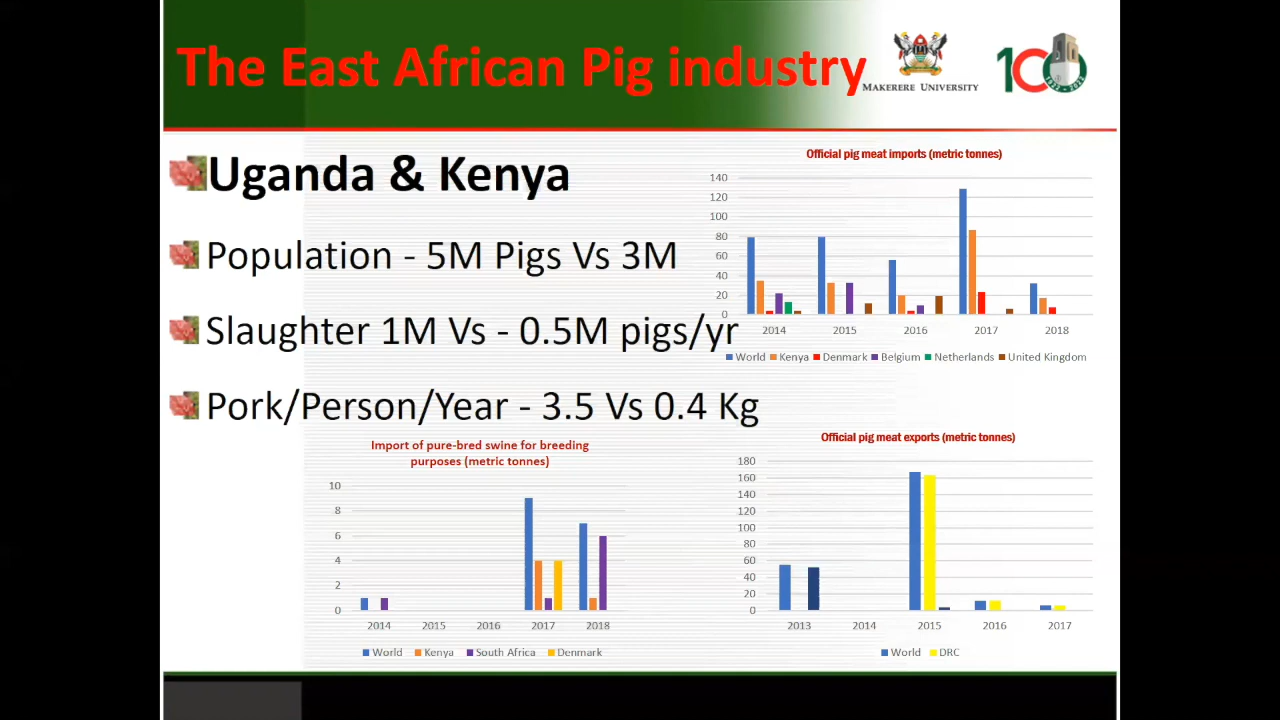 The East African Pig industry
MAKERERE UNIVERSITY
100
Uganda & Kenya
Population - 5M Pigs Vs 3M
Slaughter 1M Vs - 0.5M pigs/yr
Pork/Person/Year - 3.5 Vs 0.4 Kg
Official pig meat imports (metric tonnes)
140
120
100
80
60
40
20
0
2014 2015 2016 2017 2018
World Kenya Denmark Belgium Netherlands United Kingdom
Import of pure-bred swine for breeding
purposes (metric tonnes)
10
8
6
4
2
0
2014 2015 2016 2017 2018
World Kenya South Africa Denmark
Official pig meat exports (metric tonnes)
180
160
140
120
100
80
60
40
20
0
2013 2014 2015 2016 2017
World DRC